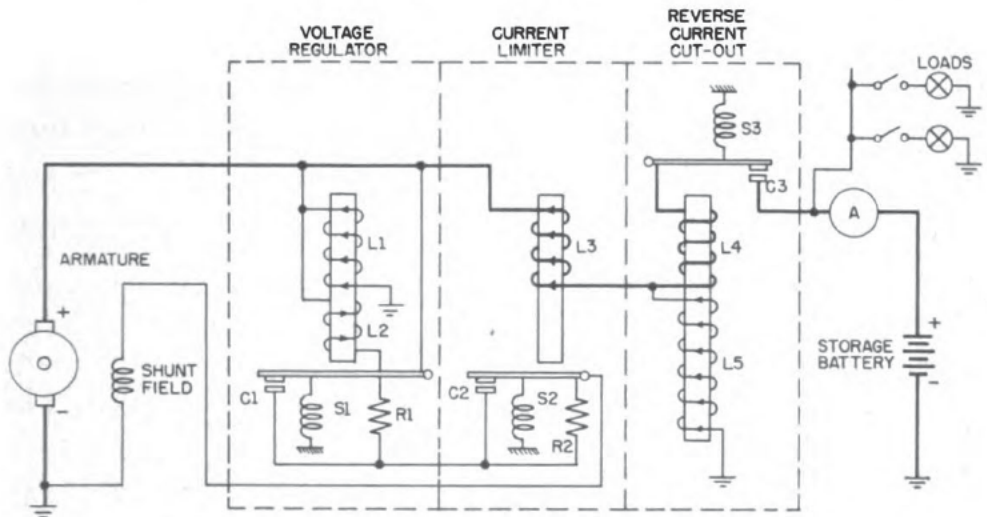 VOLTAGE
REGULATOR
CURRENT
LIMITER
REVERSE
CURRENT
CUT-OUT
LOADS
S3
C3
A
L1
L2
L3
L4
L5
ARMATURE
+
-
SHUNT
FIELD
C1
S1
R1
C2
S2
R2
STORAGE
BATTERY
+
-